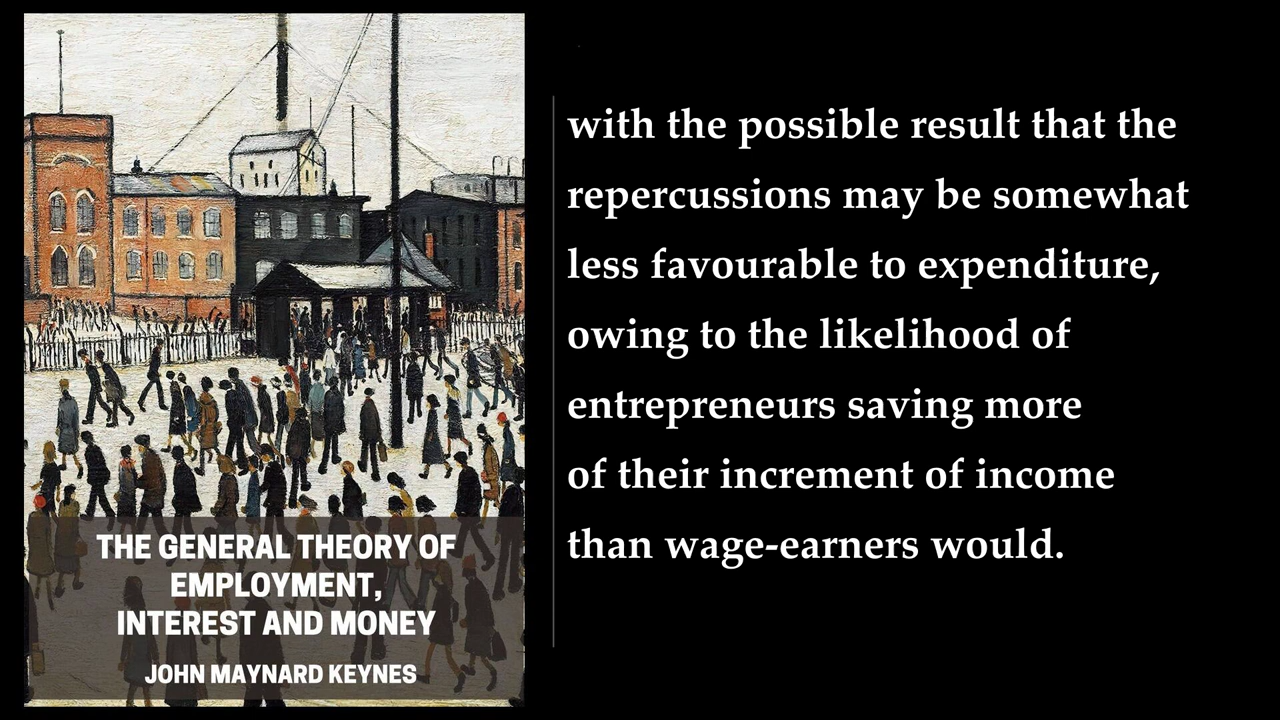 THE GENERAL THEORY OF
EMPLOYMENT,
INTEREST AND MONEY
JOHN MAYNARD KEYNES
with the possible result that the
repercussions may be somewhat
less favourable to expenditure,
owing to the likelihood of
entrepreneurs saving more
of their increment of income
than wage-earners would.